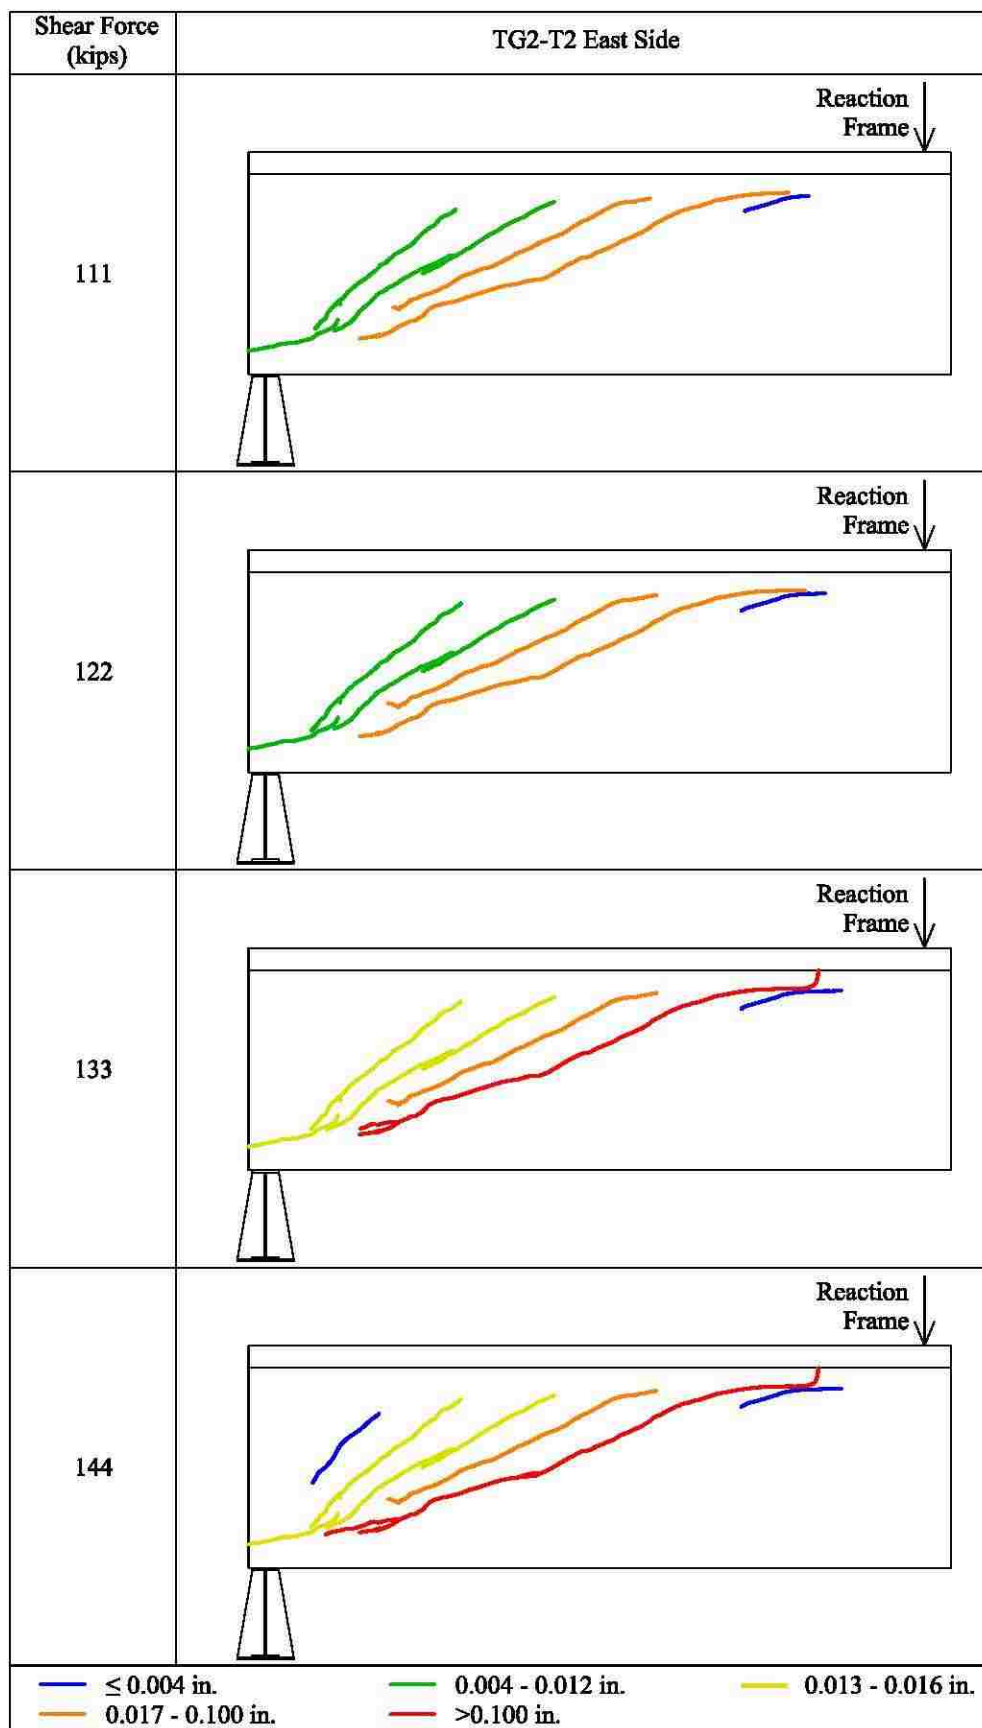 Shear Force
(kips)
TG2-T2 East Side
Reaction
Frame
111
Reaction
Frame
122
Reaction
Frame
133
Reaction
Frame
144
≤ 0.004 in.
0.004 - 0.012 in.
0.013 - 0.016 in.
0.017 - 0.100 in.
>0.100 in.